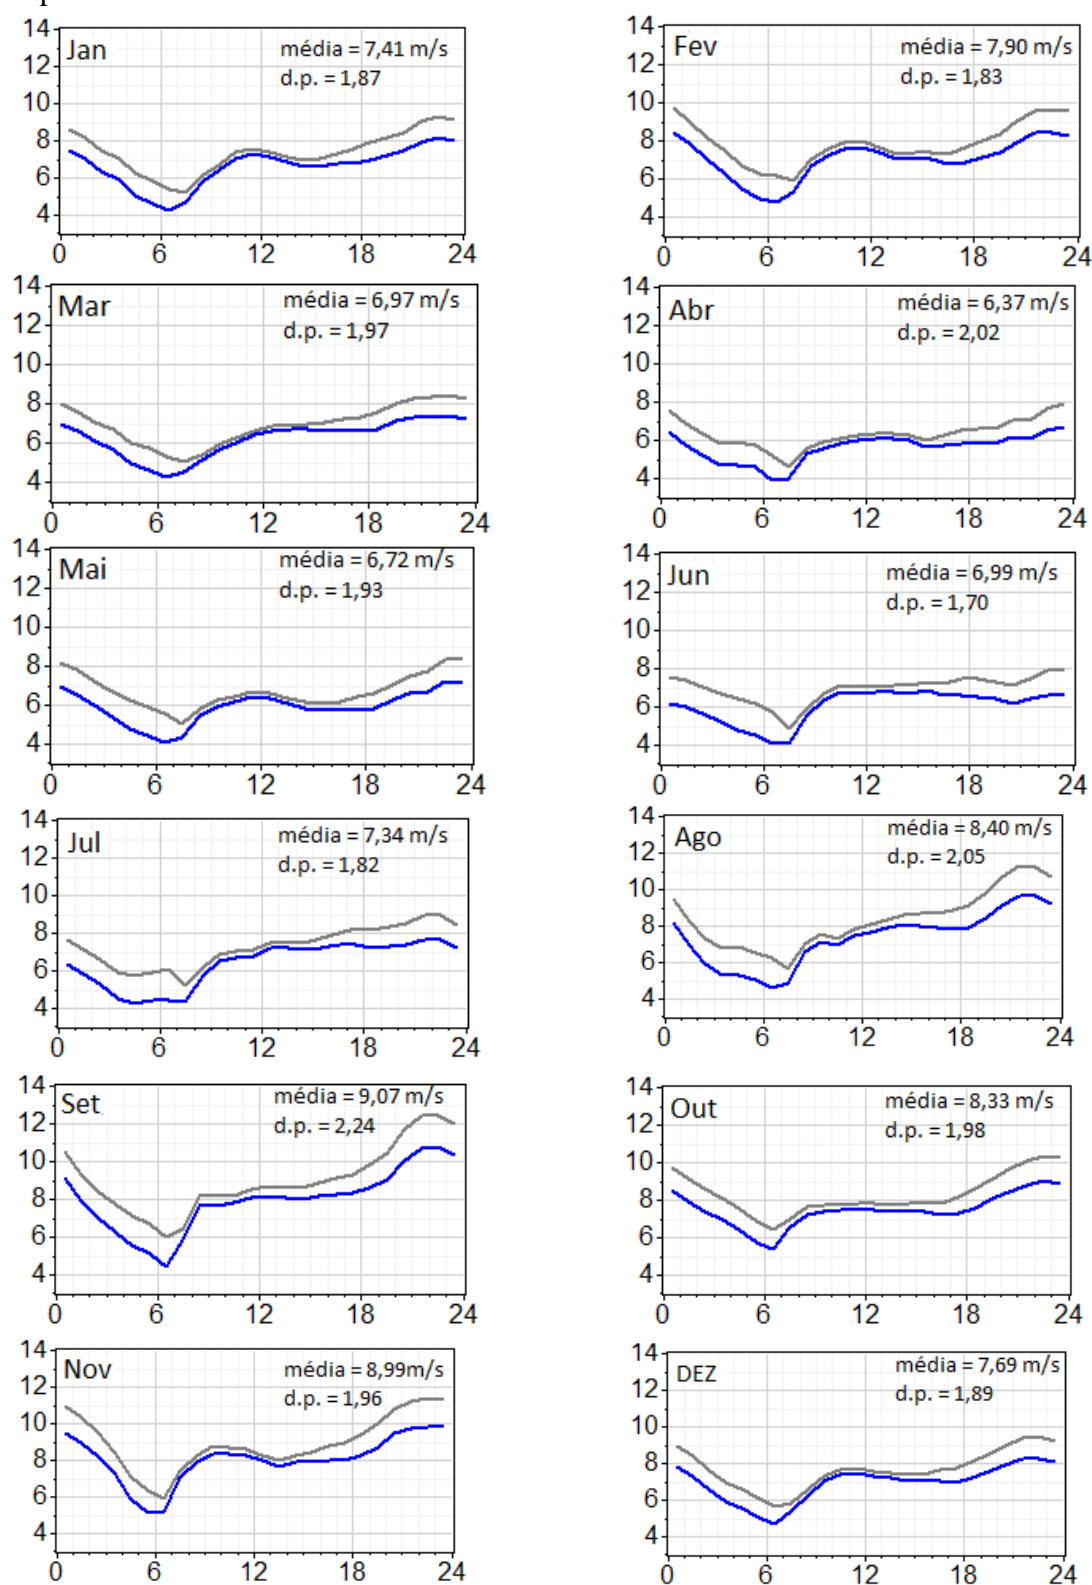 Jan
média = 7,41 m/s
d.p. = 1,87
14
12
10
8
6
4
0 6 12 18 24
Fev
média = 7,90 m/s
d.p. = 1,83
14
12
10
8
6
4
0 6 12 18 24
Mar
média = 6,97 m/s
d.p. = 1,97
14
12
10
8
6
4
0 6 12 18 24
Abr
média = 6,37 m/s
d.p. = 2,02
14
12
10
8
6
4
0 6 12 18 24
Mai
média = 6,72 m/s
d.p. = 1,93
14
12
10
8
6
4
0 6 12 18 24
Jun
média = 6,99 m/s
d.p. = 1,70
14
12
10
8
6
4
0 6 12 18 24
Jul
média = 7,34 m/s
d.p. = 1,82
14
12
10
8
6
4
0 6 12 18 24
Ago
média = 8,40 m/s
d.p. = 2,05
14
12
10
8
6
4
0 6 12 18 24
Set
média = 9,07 m/s
d.p. = 2,24
14
12
10
8
6
4
0 6 12 18 24
Out
média = 8,33 m/s
d.p. = 1,98
14
12
10
8
6
4
0 6 12 18 24
Nov
média = 8,99m/s
d.p. = 1,96
14
12
10
8
6
4
0 6 12 18 24
DEZ
média = 7,69 m/s
d.p. = 1,89
14
12
10
8
6
4
0 6 12 18 24